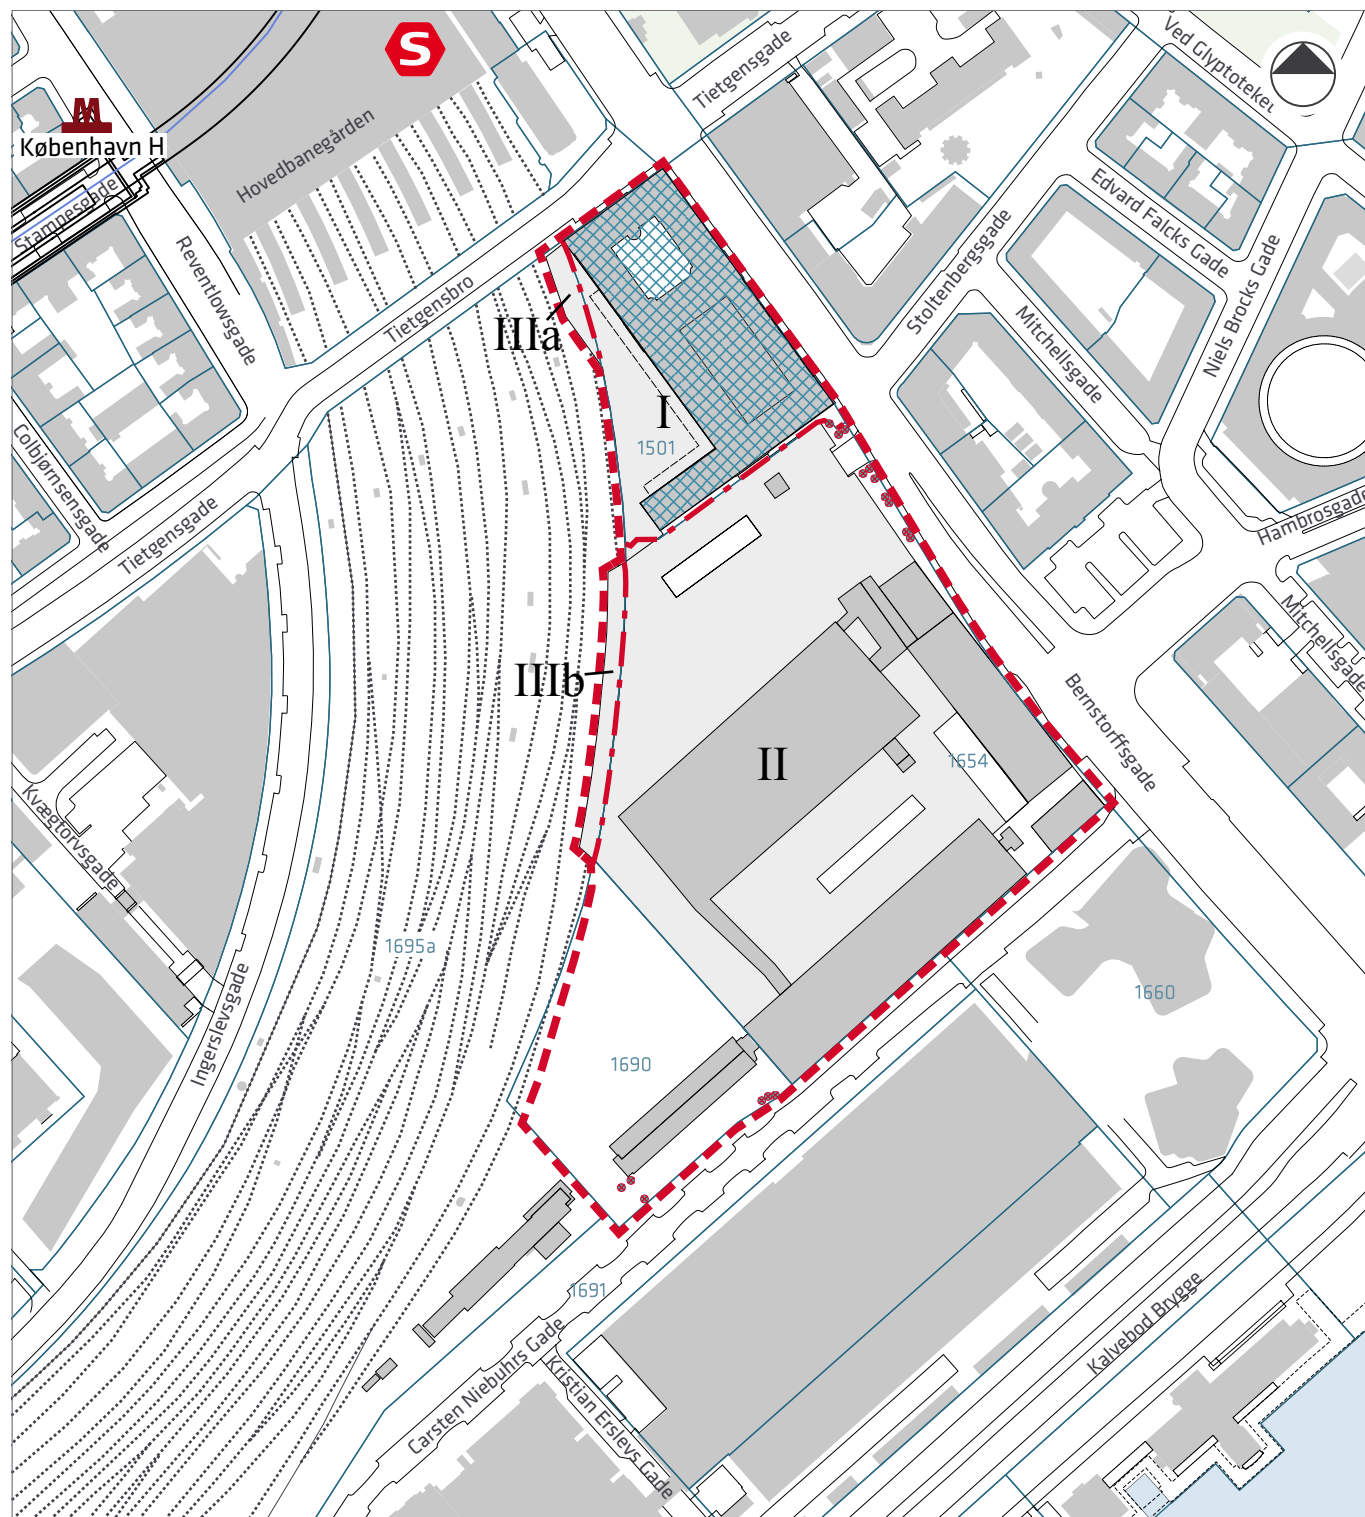 S
Tietgensgade
Ved Glyptoteket
M
København H
Hovedbanegården
Stampesgade
Edvard Falcks Gade
Reventlowsgade
Stoltenbergsgade
Niels Brocks Gade
Tietgensbro
IIIa
Mitchellsgade
I
1501
Colbjørnsensgade
Tietgensgade
Hambrosgade
Mitchellsgade
IIIb
Bernstorffsgade
II
1654
Kvægtorvsgade
1695a
1660
Ingerslevsgade
1690
1691
Kalvebod Brygge
Carsten Niebuhrs Gade
Kristian Erslevs Gade